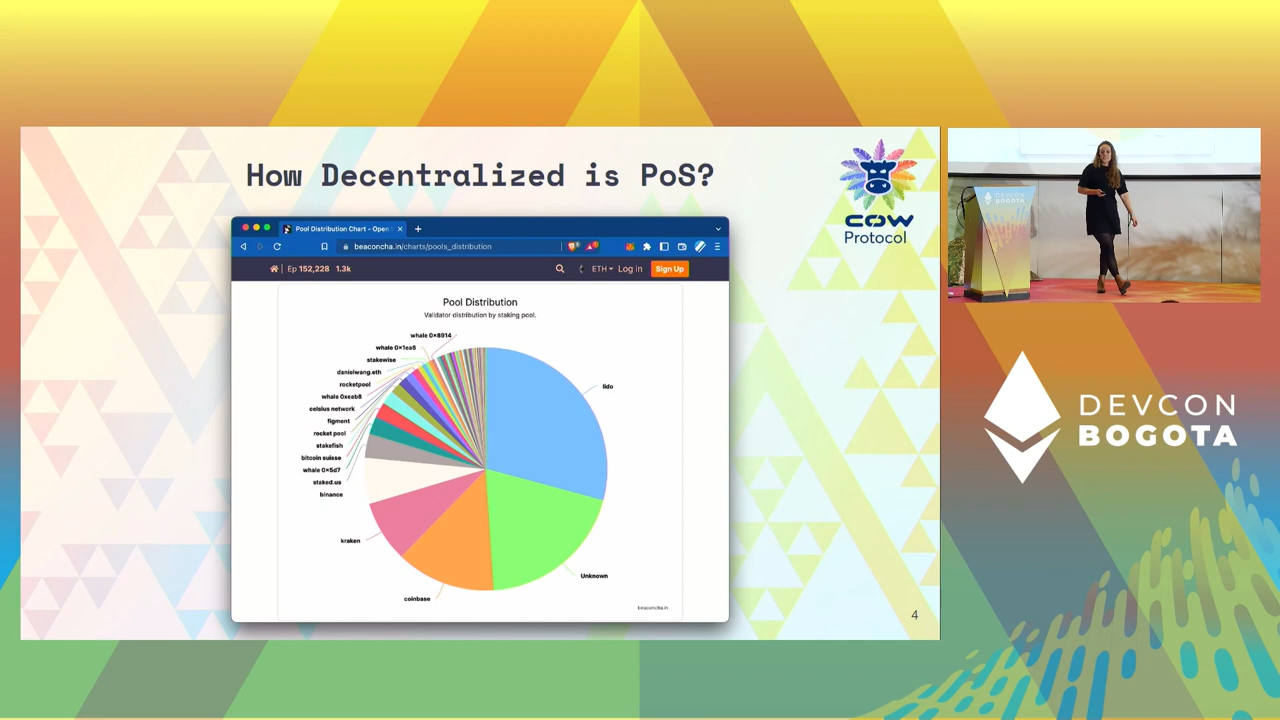 How Decentralized is PoS?
COW
Protocol
Pool Distribution Chart - Open
beaconcha.in/charts/pools_distribution
Ep 152,228 1.3k
ETH
Log in
Sign Up
Pool Distribution
Validator distribution by staking pool.
whale 0x8914
whale 0x1ea8
stakewise
danielwang.eth
rocketpool
whale 0xeab8
celsius network
figment
rocket pool
stakefish
bitcoin suisse
whale 0x5d7
staked.us
binance
kraken
coinbase
Unknown
lido
beaconcha.in
4
DEVCON
BOGOTA
DEVCON
BOGOTA